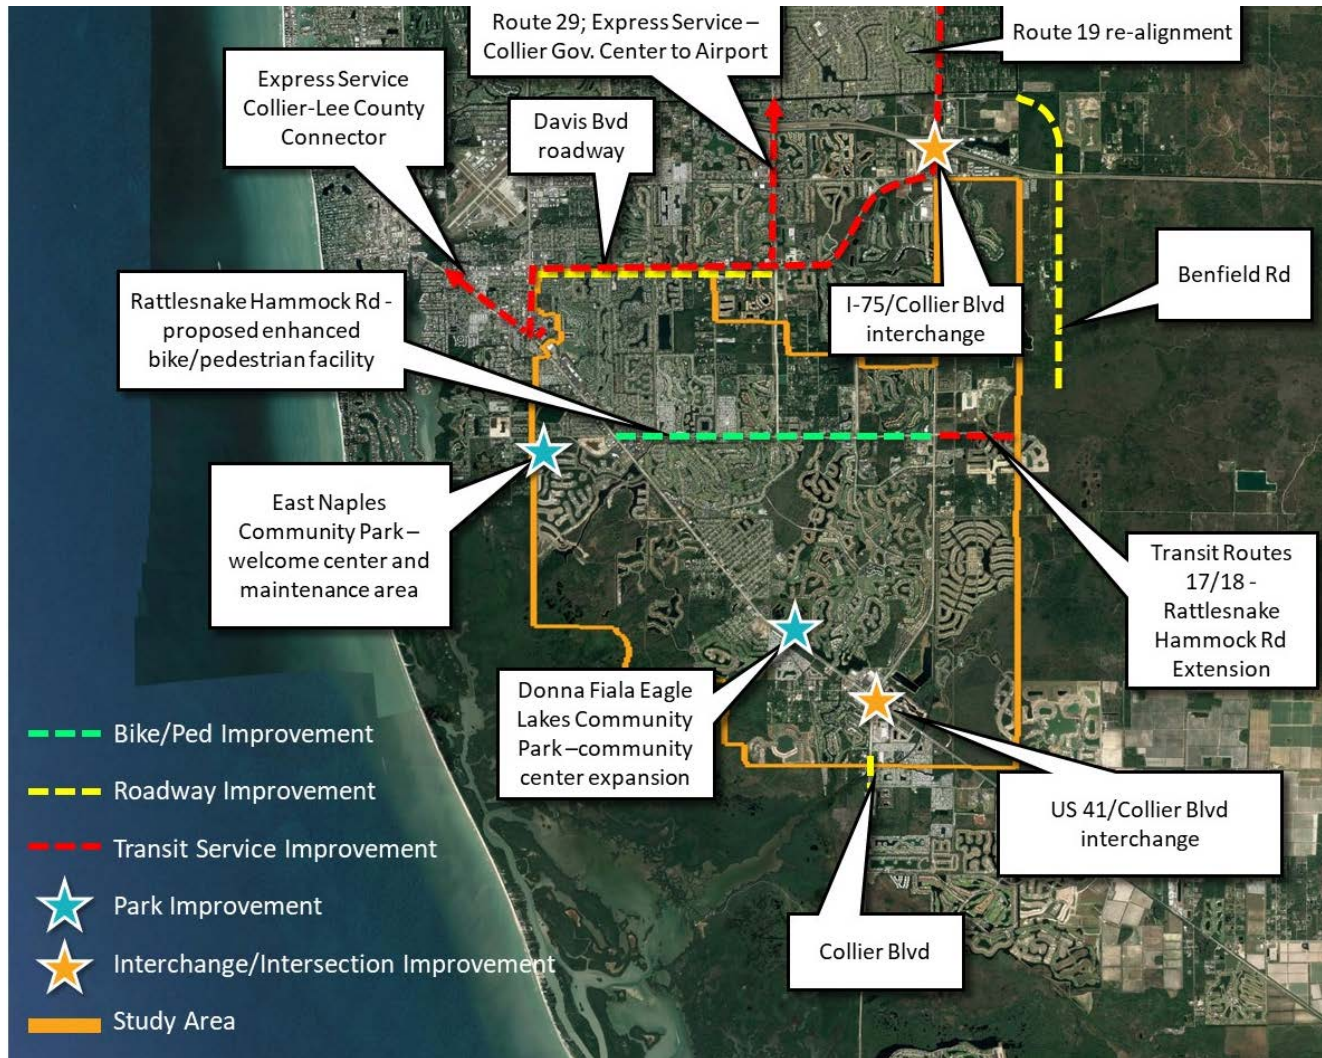 Route 29; Express Service –
Collier Gov. Center to Airport
Route 19 re-alignment
Express Service
Collier-Lee County
Connector
Davis Bvd
roadway
Rattlesnake Hammock Rd -
proposed enhanced
bike/pedestrian facility
I-75/Collier Blvd
interchange
Benfield Rd
East Naples
Community Park –
welcome center and
maintenance area
Transit Routes
17/18 -
Rattlesnake
Hammock Rd
Extension
Donna Fiala Eagle
Lakes Community
Park –community
center expansion
US 41/Collier Blvd
interchange
Collier Blvd
Bike/Ped Improvement
Roadway Improvement
Transit Service Improvement
Park Improvement
Interchange/Intersection Improvement
Study Area